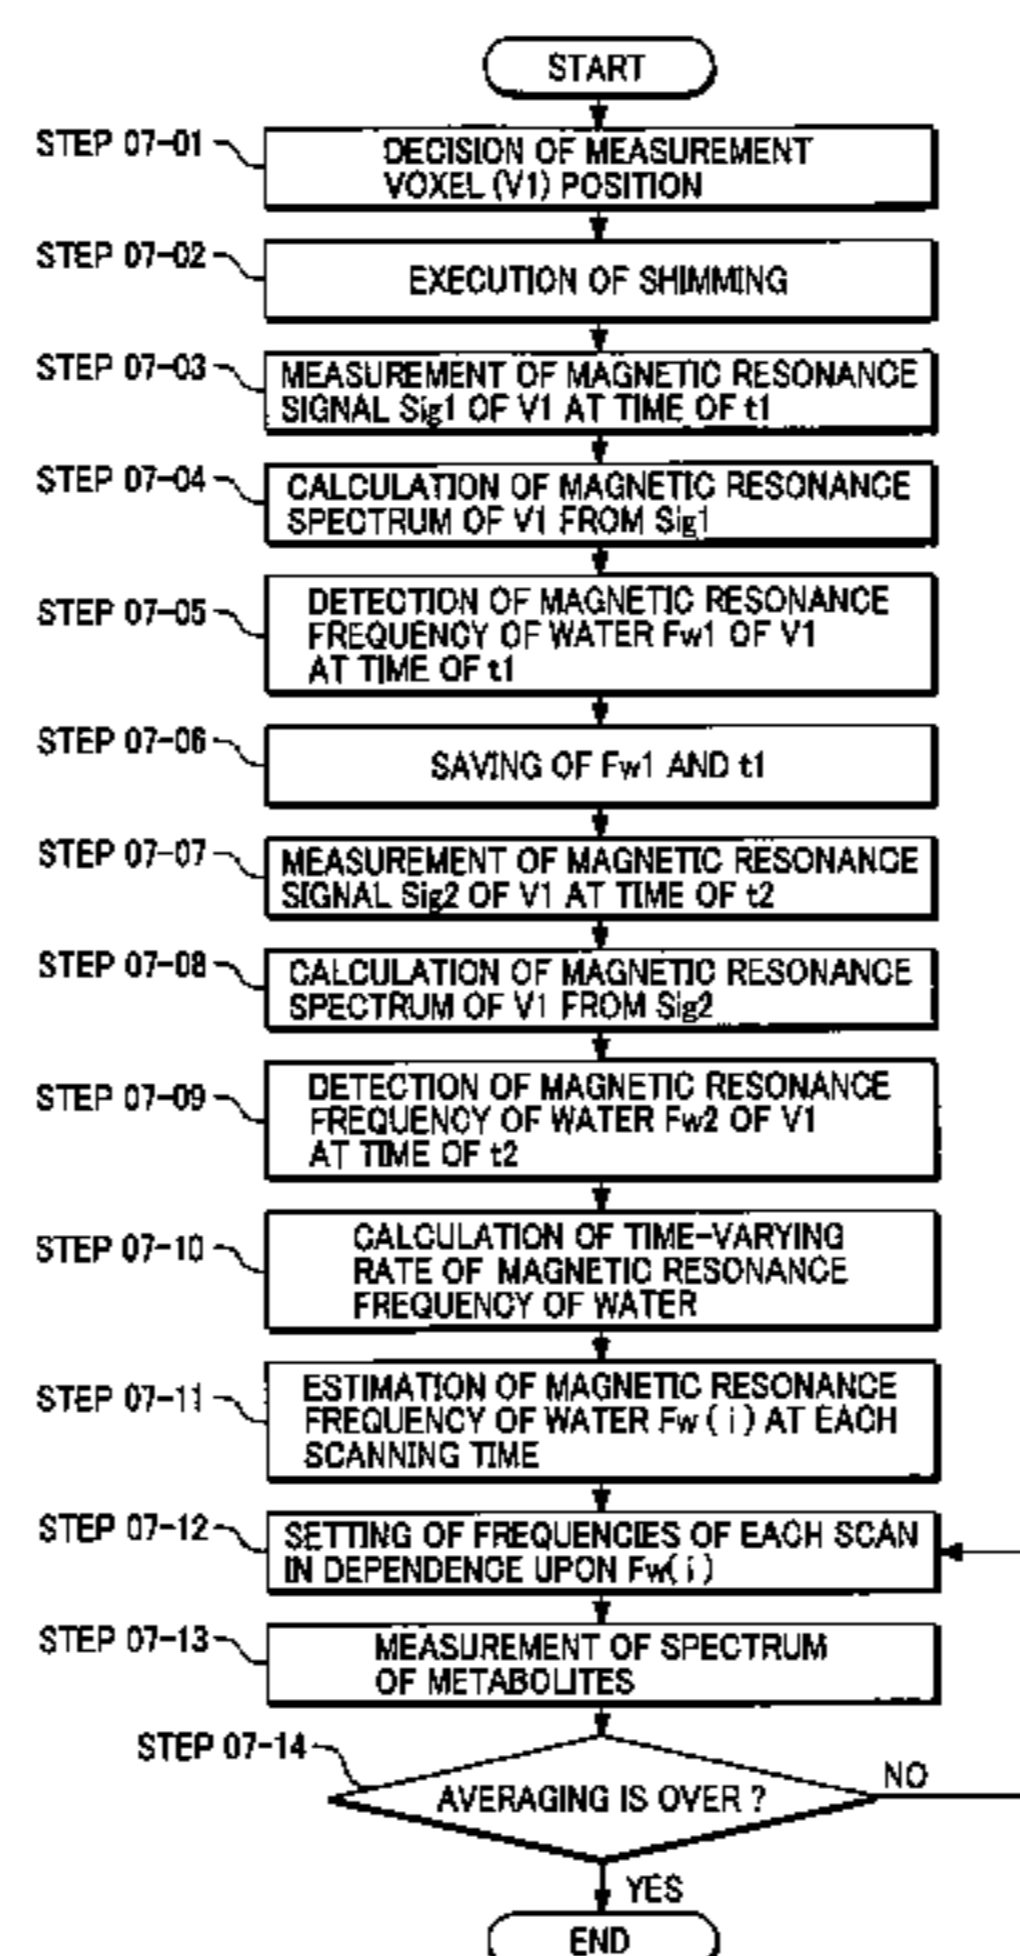 START
STEP 07-01
DECISION OF MEASUREMENT
VOXEL (V1) POSITION
STEP 07-02
EXECUTION OF SHIMMING
STEP 07-03
MEASUREMENT OF MAGNETIC RESONANCE
SIGNAL Sig1 OF V1 AT TIME OF t1
STEP 07-04
CALCULATION OF MAGNETIC RESONANCE
SPECTRUM OF V1 FROM Sig1
STEP 07-05
DETECTION OF MAGNETIC RESONANCE
FREQUENCY OF WATER Fw1 OF V1
AT TIME OF t1
STEP 07-06
SAVING OF Fw1 AND t1
STEP 07-07
MEASUREMENT OF MAGNETIC RESONANCE
SIGNAL Sig2 OF V1 AT TIME OF t2
STEP 07-08
CALCULATION OF MAGNETIC RESONANCE
SPECTRUM OF V1 FROM Sig2
STEP 07-09
DETECTION OF MAGNETIC RESONANCE
FREQUENCY OF WATER Fw2 OF V1
AT TIME OF t2
STEP 07-10
CALCULATION OF TIME-VARYING
RATE OF MAGNETIC RESONANCE
FREQUENCY OF WATER
STEP 07-11
ESTIMATION OF MAGNETIC RESONANCE
FREQUENCY OF WATER Fw(i) AT EACH
SCANNING TIME
STEP 07-12
SETTING OF FREQUENCIES OF EACH SCAN
IN DEPENDENCE UPON Fw(i)
STEP 07-13
MEASUREMENT OF SPECTRUM
OF METABOLITES
STEP 07-14
AVERAGING IS OVER ?
NO
YES
END